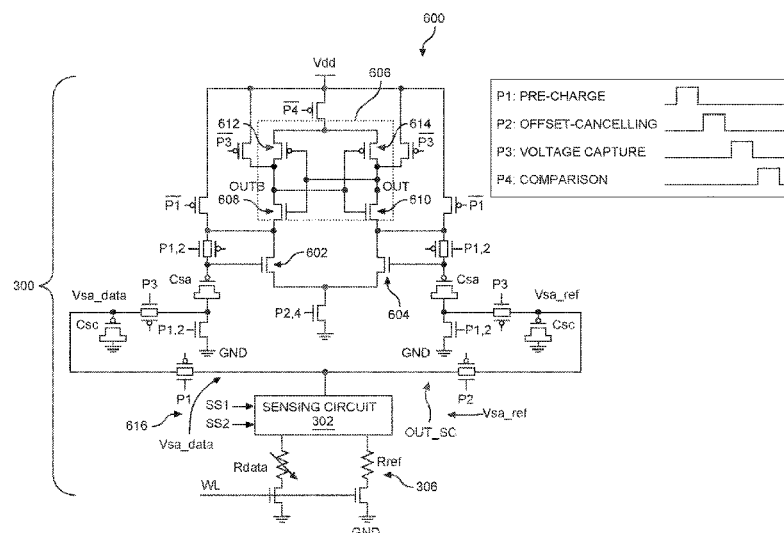 600
Vdd
606
P4
612
614
P3
P3
OUTB
OUT
608
610
P1
P1
P1,2
P1,2
602
604
Csa
Csa
300
Vsa_data
P3
P3
Vsa_ref
Csc
Csc
P2,4
P1,2
P1,2
GND
GND
P1
P2
616
SS1
SS2
SENSING CIRCUIT
302
Vsa_data
OUT_SC
Vsa_ref
Rdata
Rref
306
WL
GND
P1: PRE-CHARGE
P2: OFFSET-CANCELLING
P3: VOLTAGE CAPTURE
P4: COMPARISON